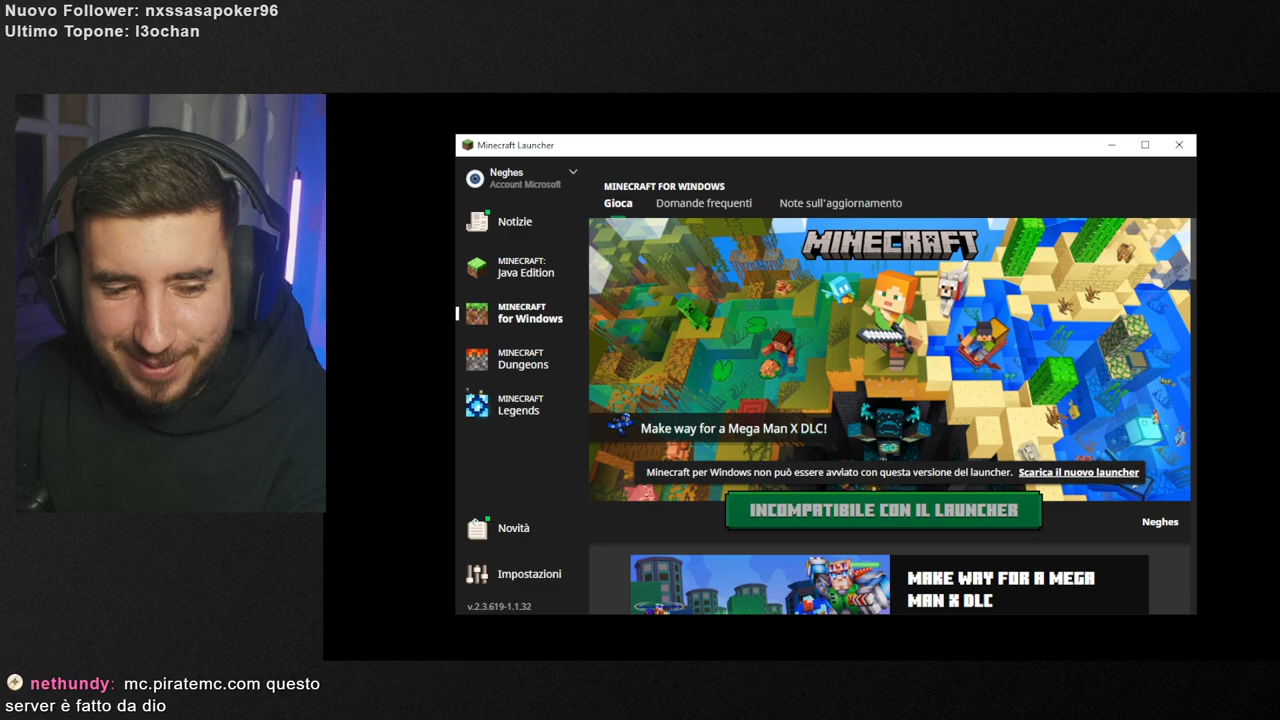 Nuovo Follower: nxssasapoker96
Ultimo Topone: l3ochan
Minecraft Launcher
Neghes
Account Microsoft
Notizie
MINECRAFT:
Java Edition
MINECRAFT
for Windows
MINECRAFT
Dungeons
MINECRAFT
Legends
Novità
Impostazioni
v.2.3.619-1.1.32
MINECRAFT FOR WINDOWS
Gioca Domande frequenti Note sull'aggiornamento
MINECRAFT
Make way for a Mega Man X DLC!
Minecraft per Windows non può essere avviato con questa versione del launcher. Scarica il nuovo launcher
INCOMPATIBILE CON IL LAUNCHER
Neghes
MAKE WAY FOR A MEGA
MAN X DLC
nethundy: mc.piratemc.com questo
server è fatto da dio